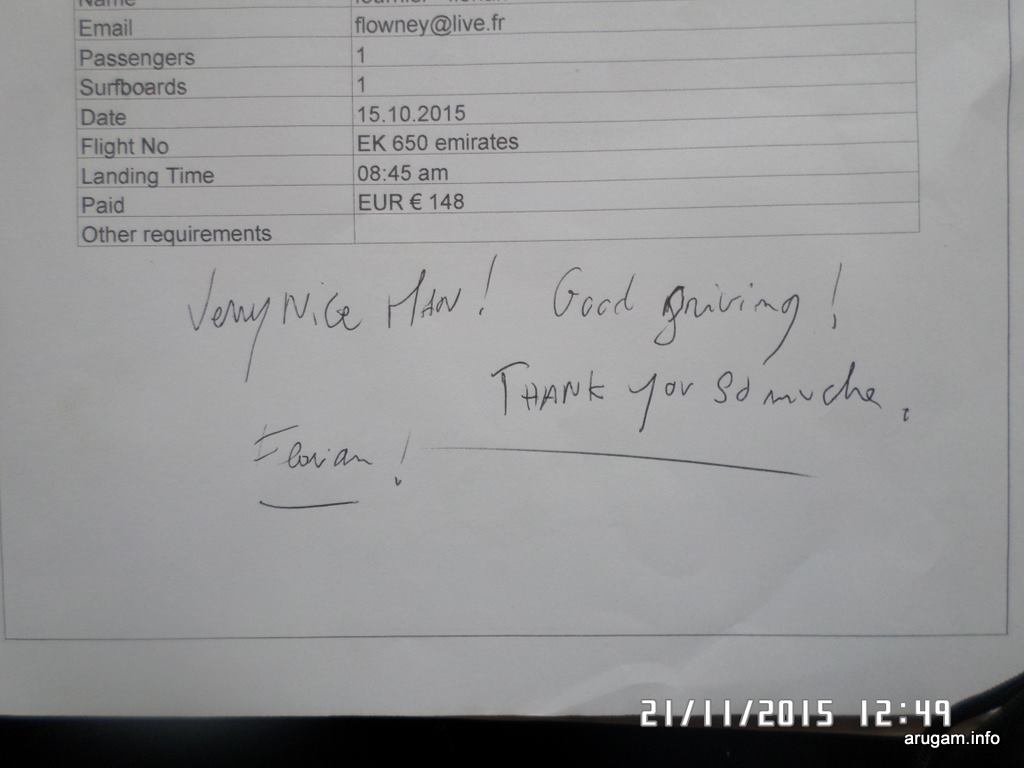 Name
Email flowney@live.fr
Passengers 1
Surfboards 1
Date 15.10.2015
Flight No EK 650 emirates
Landing Time 08:45 am
Paid EUR € 148
Other requirements
Verry Nice MAN! Good driving!
THANK you so muche.
Florian!
21/11/2015 12:49
arugam.info